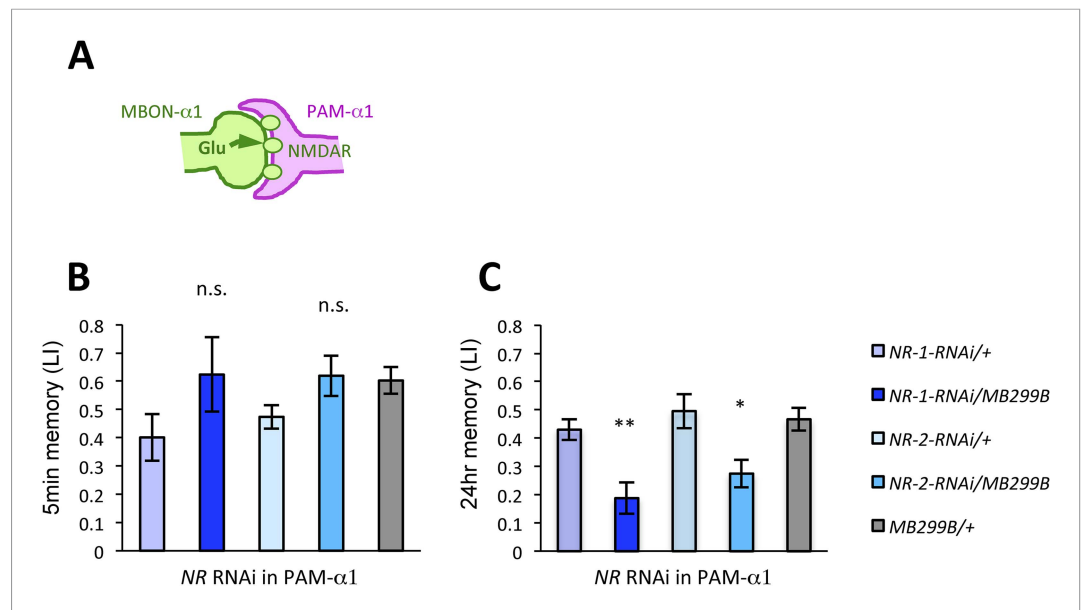 A
MBON-α1
PAM-α1
Glu
NMDAR
B
n.s.
n.s.
5min memory (LI)
0.8
0.7
0.6
0.5
0.4
0.3
0.2
0.1
0
NR RNAi in PAM-α1
C
24hr memory (LI)
0.8
0.7
0.6
0.5
0.4
0.3
0.2
0.1
0
**
*
NR RNAi in PAM-α1
NR-1-RNAi/+
NR-1-RNAi/MB299B
NR-2-RNAi/+
NR-2-RNAi/MB299B
MB299B/+